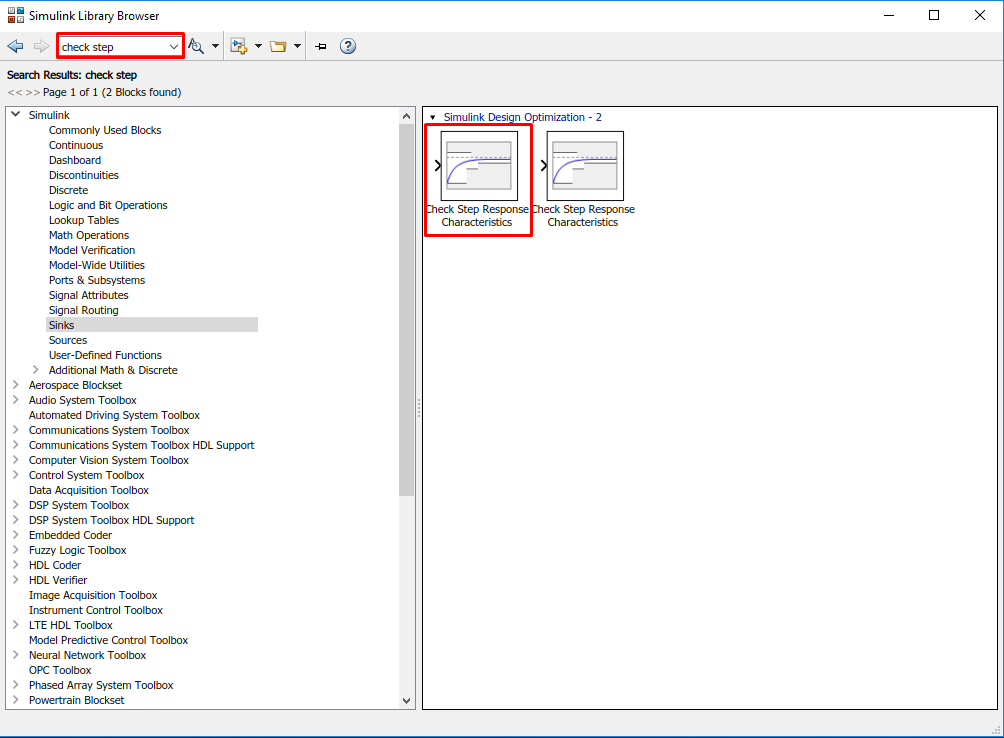 Simulink Library Browser
check step
Search Results: check step
<< >> Page 1 of 1 (2 Blocks found)
Simulink
Commonly Used Blocks
Continuous
Dashboard
Discontinuities
Discrete
Logic and Bit Operations
Lookup Tables
Math Operations
Model Verification
Model-Wide Utilities
Ports & Subsystems
Signal Attributes
Signal Routing
Sinks
Sources
User-Defined Functions
Additional Math & Discrete
Aerospace Blockset
Audio System Toolbox
Automated Driving System Toolbox
Communications System Toolbox
Communications System Toolbox HDL Support
Computer Vision System Toolbox
Control System Toolbox
Data Acquisition Toolbox
DSP System Toolbox
DSP System Toolbox HDL Support
Embedded Coder
Fuzzy Logic Toolbox
HDL Coder
HDL Verifier
Image Acquisition Toolbox
Instrument Control Toolbox
LTE HDL Toolbox
Model Predictive Control Toolbox
Neural Network Toolbox
OPC Toolbox
Phased Array System Toolbox
Powertrain Blockset
Simulink Design Optimization - 2
Check Step Response
Characteristics
Check Step Response
Characteristics